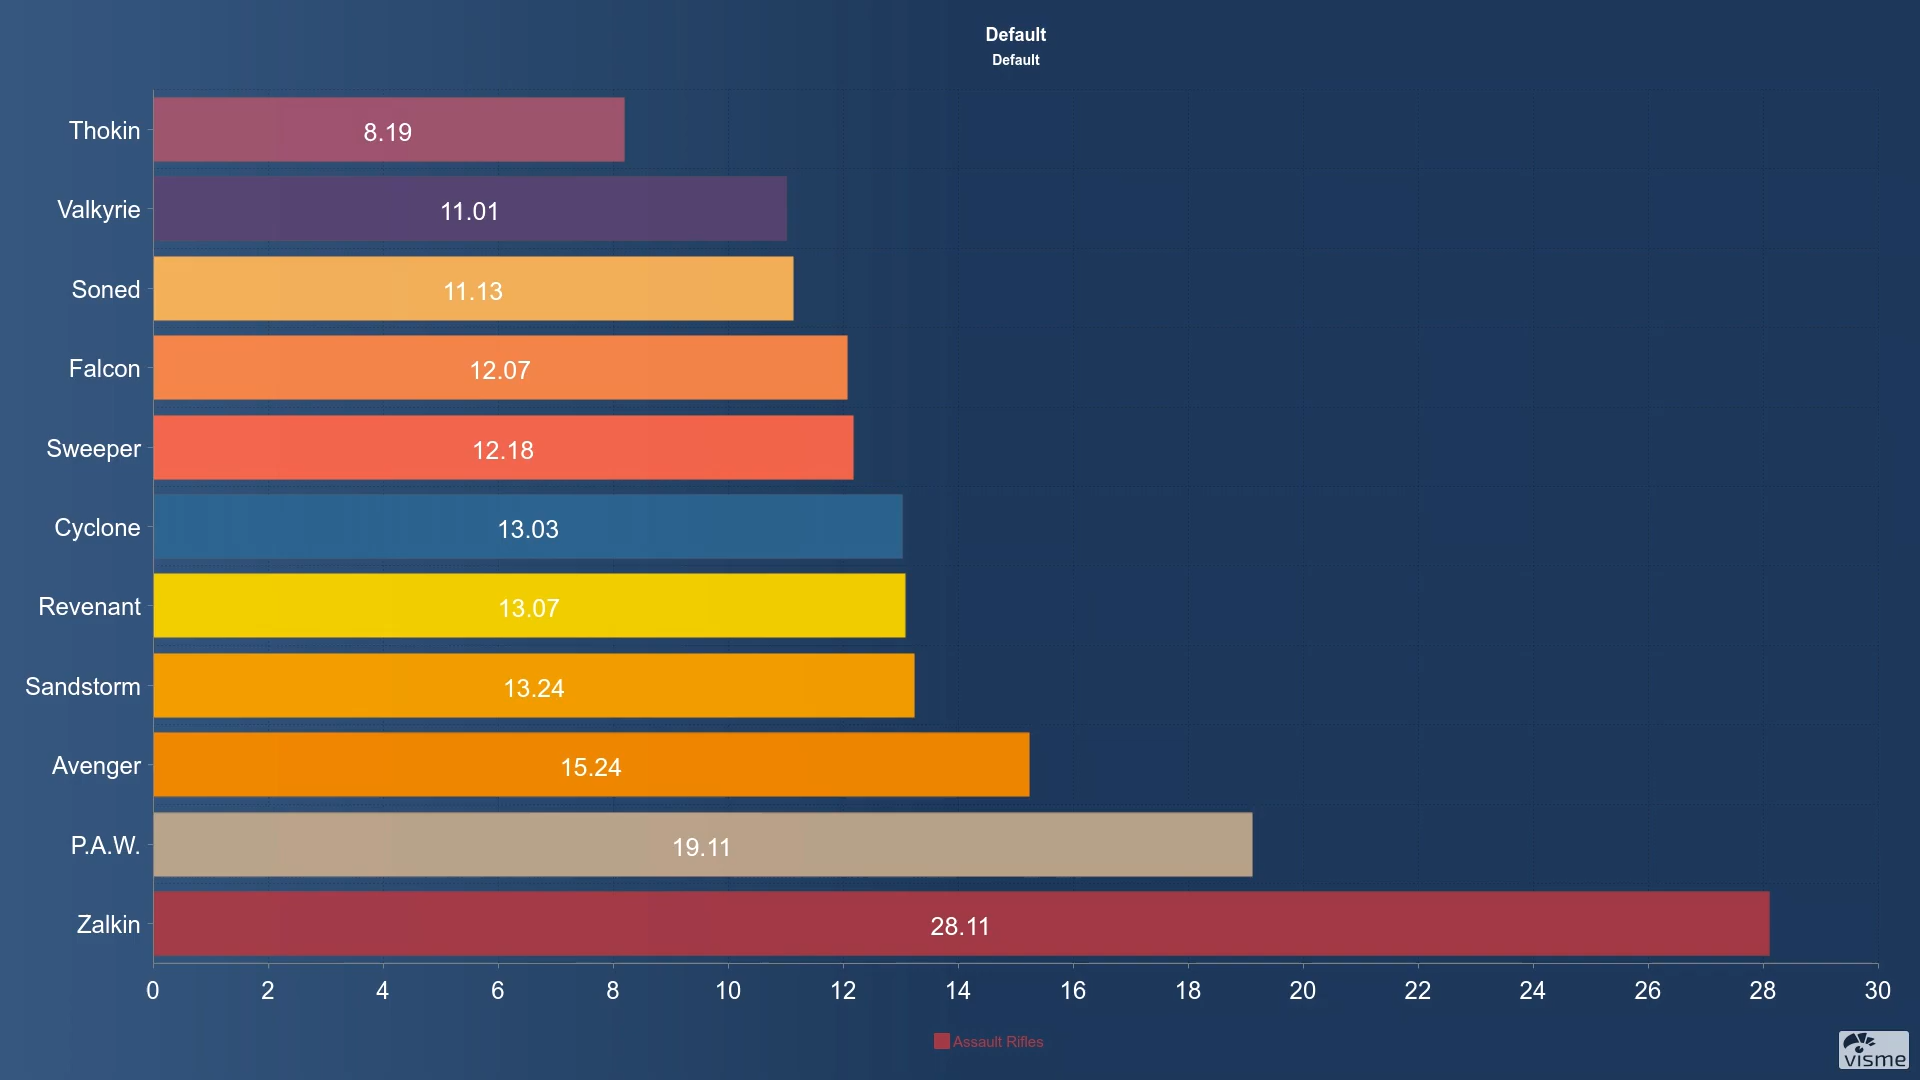 Default
Default
Thokin 8.19
Valkyrie 11.01
Soned 11.13
Falcon 12.07
Sweeper 12.18
Cyclone 13.03
Revenant 13.07
Sandstorm 13.24
Avenger 15.24
P.A.W. 19.11
Zalkin 28.11
0 2 4 6 8 10 12 14 16 18 20 22 24 26 28 30
Assault Rifles
visme